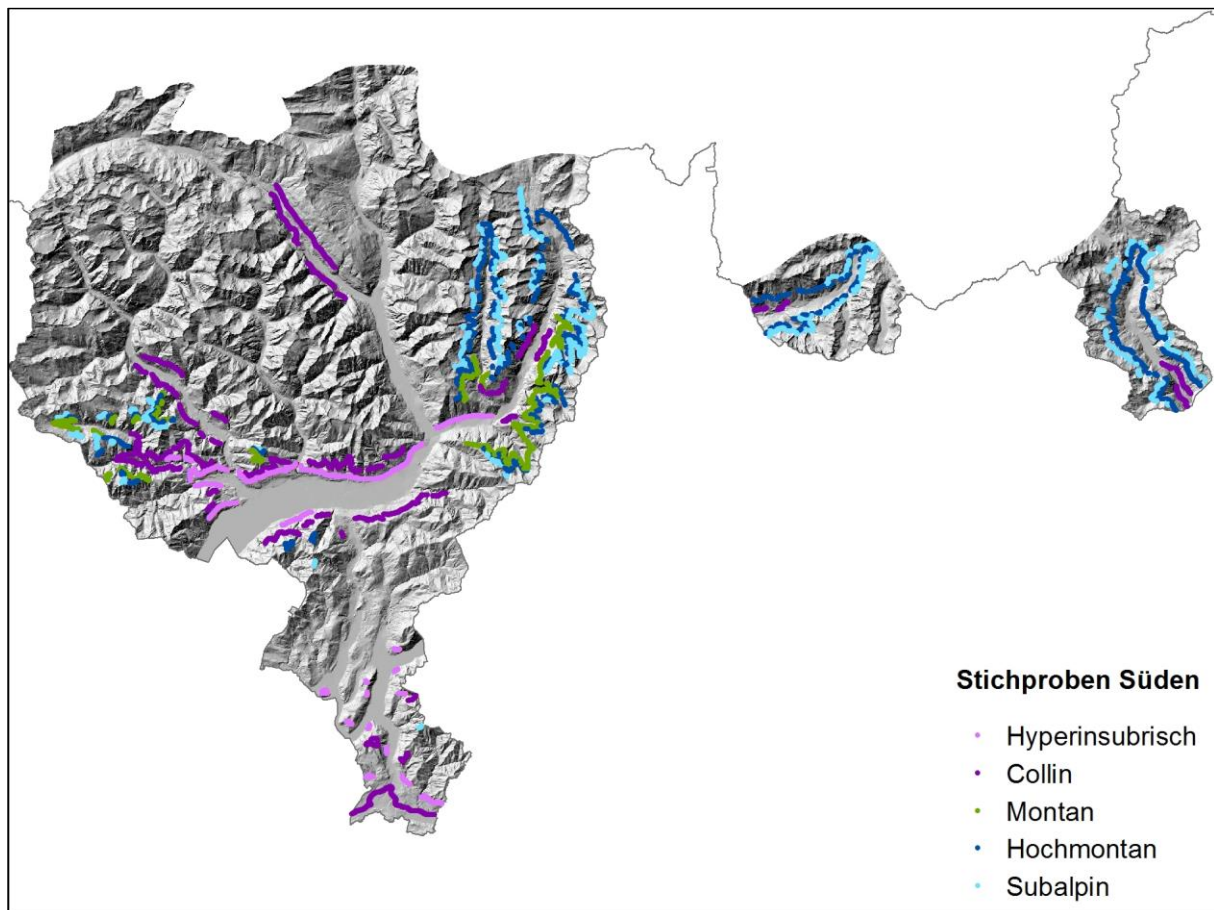 Stichproben Süden
Hyperinsubrisch
Collin
Montan
Hochmontan
Subalpin